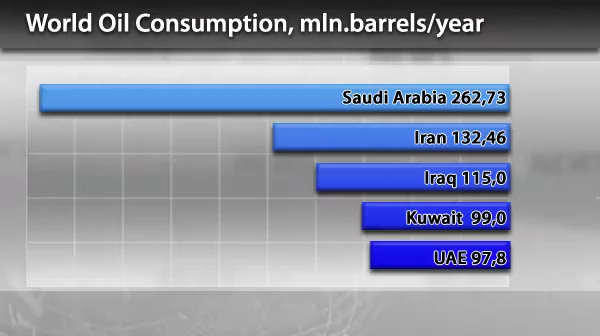 World Oil Consumption, mln.barrels/year
Saudi Arabia 262,73
Iran 132,46
Iraq 115,0
Kuwait 99,0
UAE 97,8